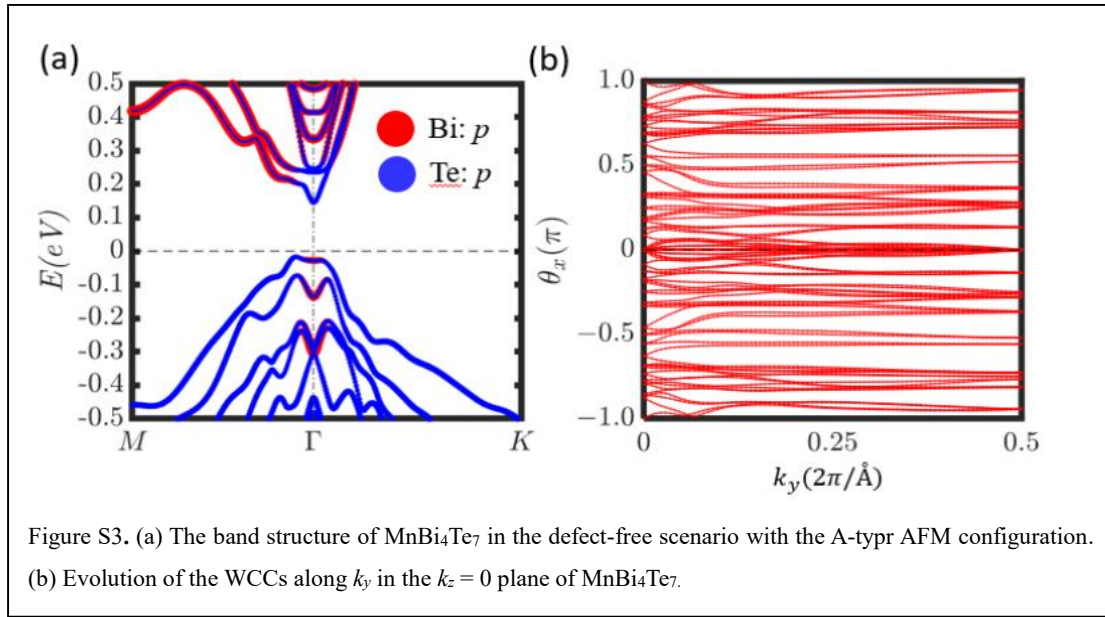 (a)
(b)
0.5
0.4
0.3
0.2
0.1
0
-0.1
-0.2
-0.3
-0.4
-0.5
E(eV)
M
Γ
K
Bi: p
Te: p
1.0
0.5
0
−0.5
−1.0
θx(π)
0
0.25
0.5
ky(2π/Å)
Figure S3. (a) The band structure of MnBi₄Te₇ in the defect-free scenario with the A-typr AFM configuration.
(b) Evolution of the WCCs along ky in the kz = 0 plane of MnBi₄Te₇.